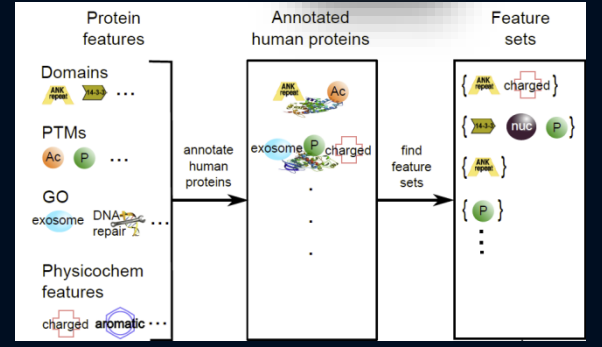 Protein
features
Annotated
human proteins
Feature
sets
Domains
ANK
repeat
14-3-3
...
PTMs
Ac
P
...
GO
exosome
DNA
repair
...
Physicochem
features
charged
aromatic
...
annotate
human
proteins
ANK
repeat
Ac
exosome
P
charged
.
.
.
find
feature
sets
{ ANK
repeat
charged }
{ 14-3-3
nuc
P }
{ ANK
repeat }
{ P }